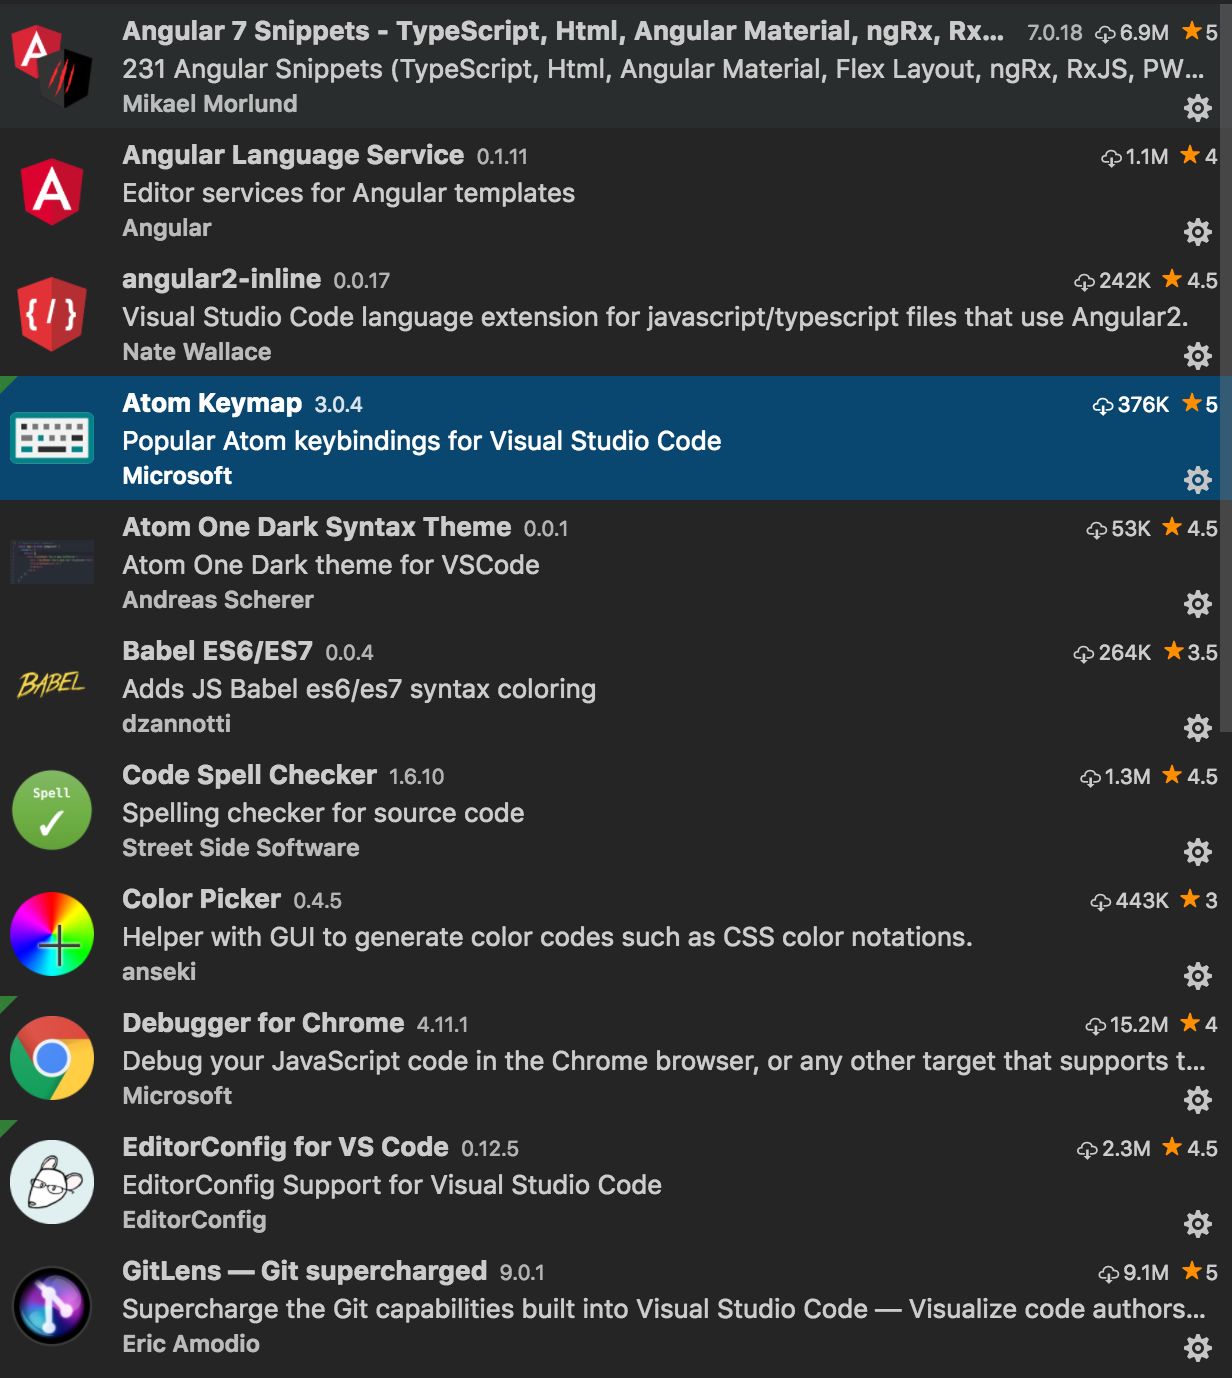 Angular 7 Snippets - TypeScript, Html, Angular Material, ngRx, Rx... 7.0.18 6.9M 5
231 Angular Snippets (TypeScript, Html, Angular Material, Flex Layout, ngRx, RxJS, PW...
Mikael Morlund
Angular Language Service 0.1.11 1.1M 4
Editor services for Angular templates
Angular
angular2-inline 0.0.17 242K 4.5
Visual Studio Code language extension for javascript/typescript files that use Angular2.
Nate Wallace
Atom Keymap 3.0.4 376K 5
Popular Atom keybindings for Visual Studio Code
Microsoft
Atom One Dark Syntax Theme 0.0.1 53K 4.5
Atom One Dark theme for VSCode
Andreas Scherer
Babel ES6/ES7 0.0.4 264K 3.5
BABEL
Adds JS Babel es6/es7 syntax coloring
dzannotti
Code Spell Checker 1.6.10 1.3M 4.5
Spell
Spelling checker for source code
Street Side Software
Color Picker 0.4.5 443K 3
Helper with GUI to generate color codes such as CSS color notations.
anseki
Debugger for Chrome 4.11.1 15.2M 4
Debug your JavaScript code in the Chrome browser, or any other target that supports t...
Microsoft
EditorConfig for VS Code 0.12.5 2.3M 4.5
EditorConfig Support for Visual Studio Code
EditorConfig
GitLens — Git supercharged 9.0.1 9.1M 5
Supercharge the Git capabilities built into Visual Studio Code — Visualize code authors...
Eric Amodio